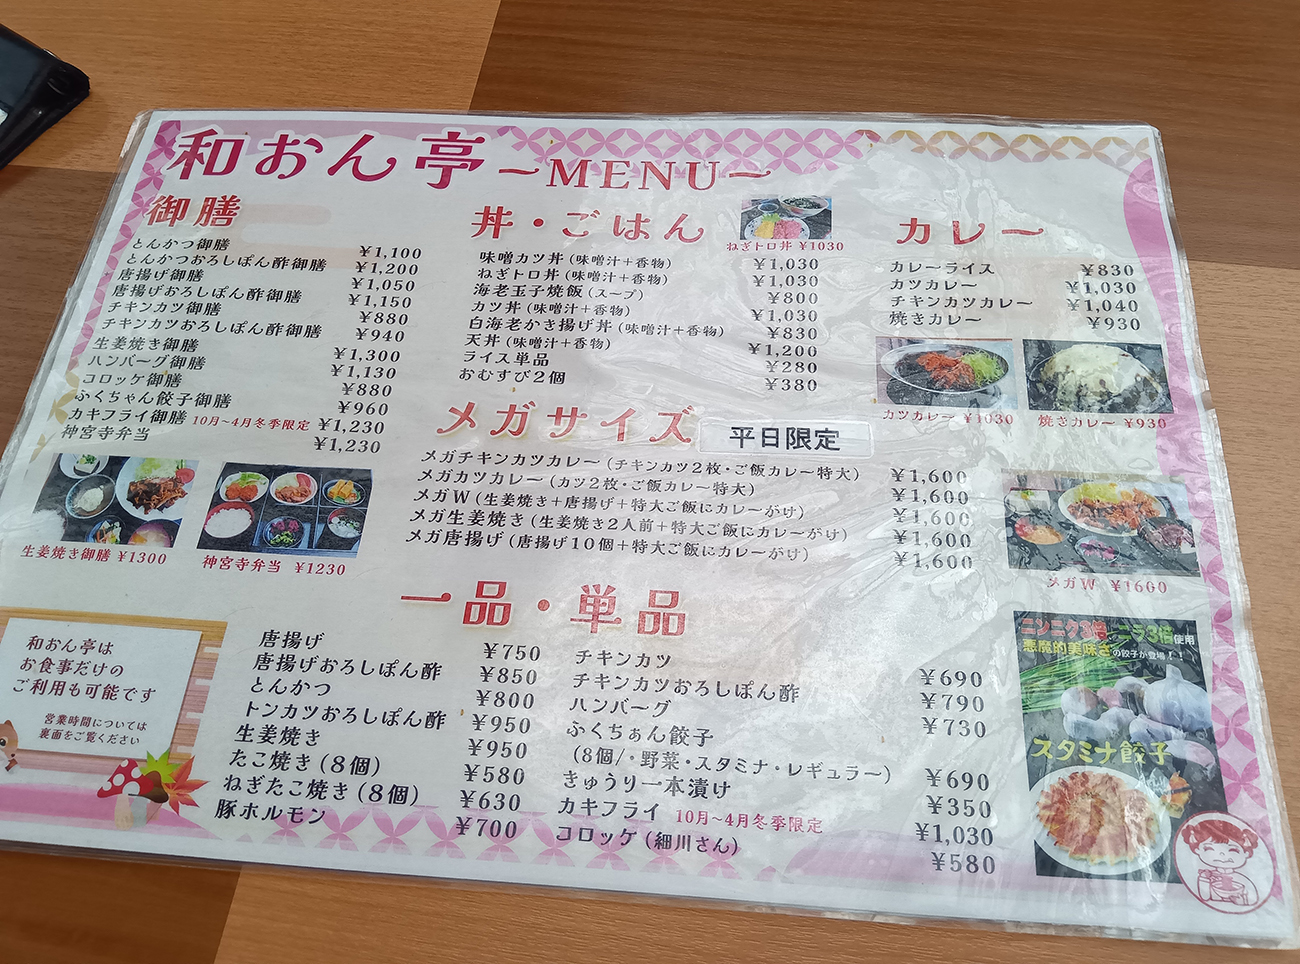 和おん亭 ～MENU～
御膳
とんかつ御膳 ¥1,100
とんかつおろしぽん酢御膳 ¥1,200
唐揚げ御膳 ¥1,050
唐揚げおろしぽん酢御膳 ¥1,150
チキンカツ御膳 ¥880
チキンカツおろしぽん酢御膳 ¥940
生姜焼き御膳 ¥1,300
ハンバーグ御膳 ¥1,130
コロッケ御膳 ¥880
ふくちゃん餃子御膳 ¥960
カキフライ御膳 10月~4月冬季限定 ¥1,230
神宮寺弁当 ¥1,230
生姜焼き御膳 ¥1300
神宮寺弁当 ¥1230
丼・ごはん
ねぎトロ丼 ¥1030
味噌カツ丼（味噌汁＋香物） ¥1,030
ねぎトロ丼（味噌汁＋香物） ¥1,030
海老玉子焼飯（スープ） ¥800
カツ丼（味噌汁＋香物） ¥1,030
白海老かき揚げ丼（味噌汁＋香物） ¥830
天丼（味噌汁＋香物） ¥1,200
ライス単品 ¥280
おむすび２個 ¥380
カレー
カレーライス ¥830
カツカレー ¥1,030
チキンカツカレー ¥1,040
焼きカレー ¥930
カツカレー ¥1030
焼きカレー ¥930
メガサイズ 平日限定
メガチキンカツカレー（チキンカツ２枚・ご飯カレー特大） ¥1,600
メガカツカレー（カツ２枚・ご飯カレー特大） ¥1,600
メガＷ（生姜焼き＋唐揚げ＋特大ご飯にカレーがけ） ¥1,600
メガ生姜焼き（生姜焼き２人前＋特大ご飯にカレーがけ） ¥1,600
メガ唐揚げ（唐揚げ１０個＋特大ご飯にカレーがけ） ¥1,600
メガＷ ¥1600
一品・単品
唐揚げ ¥750
唐揚げおろしぽん酢 ¥850
とんかつ ¥800
トンカツおろしぽん酢 ¥950
生姜焼き ¥950
たこ焼き（８個） ¥580
ねぎたこ焼き（８個） ¥630
豚ホルモン ¥700
チキンカツ ¥690
チキンカツおろしぽん酢 ¥790
ハンバーグ ¥730
ふくちぁん餃子
(8個/・野菜・スタミナ・レギュラ～) ¥690
きゅうり一本漬け ¥350
カキフライ 10月~4月冬季限定 ¥1,030
コロッケ（細川さん） ¥580
和おん亭は
お食事だけの
ご利用も可能です
営業時間については
裏面をご覧ください
ニンニク3倍 ニラ3倍使用
悪魔的美味さの餃子が登場！！
スタミナ餃子